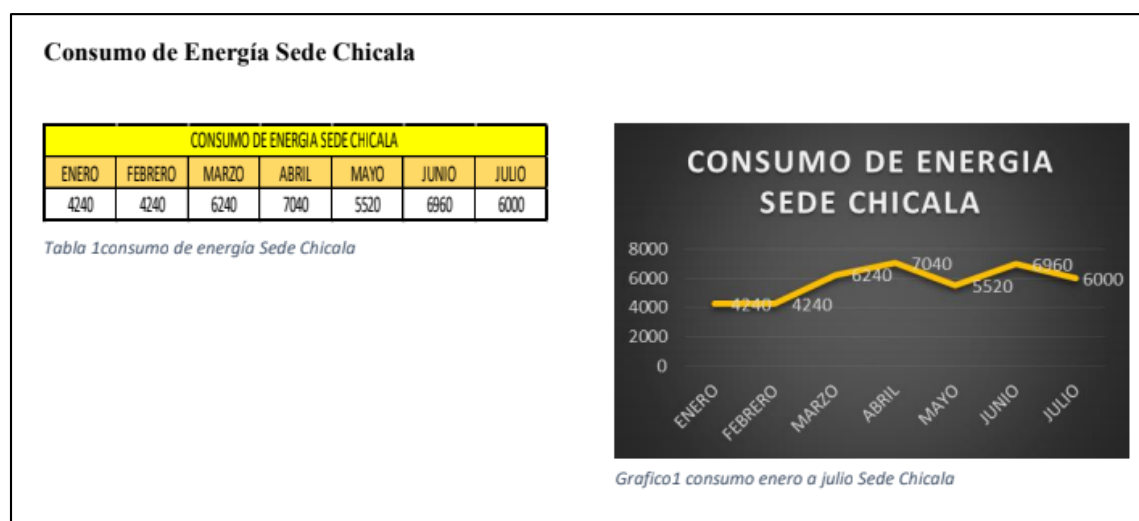 Consumo de Energía Sede Chicala
CONSUMO DE ENERGIA SEDE CHICALA
ENERO FEBRERO MARZO ABRIL MAYO JUNIO JULIO
4240 4240 6240 7040 5520 6960 6000
Tabla 1consumo de energía Sede Chicala
CONSUMO DE ENERGIA
SEDE CHICALA
8000
6000
4000
2000
0
4240 4240 6240 7040 5520 6960 6000
ENERO FEBRERO MARZO ABRIL MAYO JUNIO JULIO
Grafico1 consumo enero a julio Sede Chicala